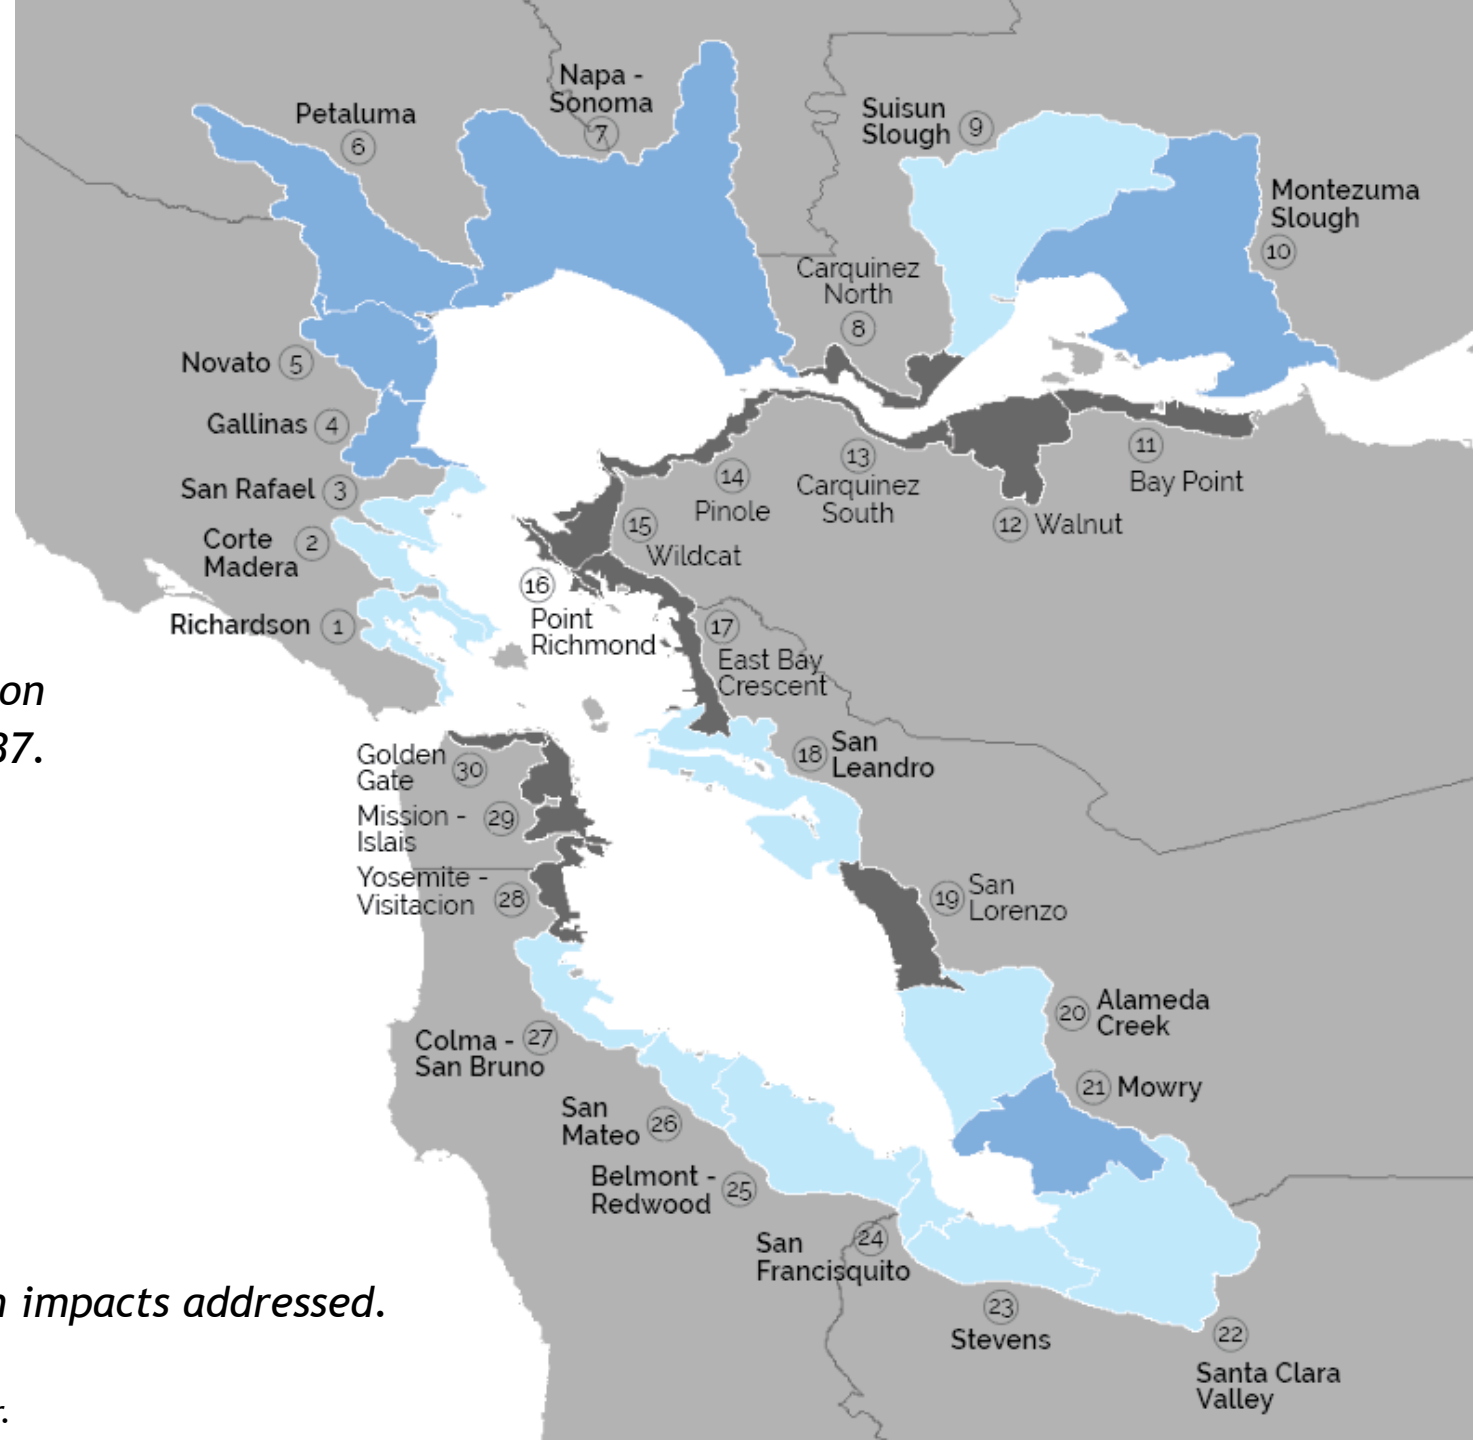 Napa -
Sonoma
7
Petaluma
6
Suisun
Slough 9
Montezuma
Slough
10
Carquinez
North
8
Novato 5
Gallinas 4
San Rafael 3
Corte
Madera 2
Richardson 1
14
Pinole
13
Carquinez
South
11
Bay Point
12 Walnut
15
Wildcat
16
Point
Richmond
17
East Bay
Crescent
on
37.
18 San
Leandro
Golden
Gate 30
Mission -
Islais 29
Yosemite -
Visitacion 28
19 San
Lorenzo
20 Alameda
Creek
21 Mowry
Colma - 27
San Bruno
San
Mateo 26
Belmont -
Redwood 25
San
Francisquito 24
23
Stevens
22
Santa Clara
Valley
impacts addressed.